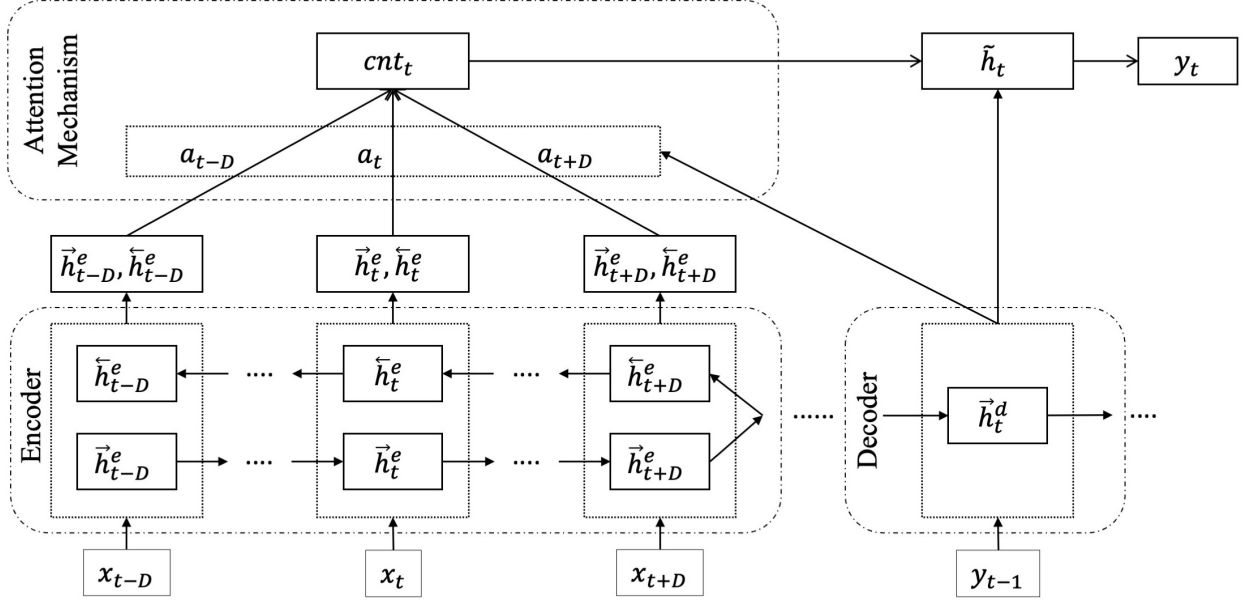 Attention
Mechanism
cnt_t
h̃_t
y_t
a_{t−D}
a_t
a_{t+D}
h⃗^e_{t−D}, h⃖^e_{t−D}
h⃗^e_t, h⃖^e_t
h⃗^e_{t+D}, h⃖^e_{t+D}
Encoder
h⃖^e_{t−D}
....
h⃖^e_t
....
h⃖^e_{t+D}
h⃗^e_{t−D}
....
h⃗^e_t
....
h⃗^e_{t+D}
......
Decoder
h⃗^d_t
....
x_{t−D}
x_t
x_{t+D}
y_{t−1}